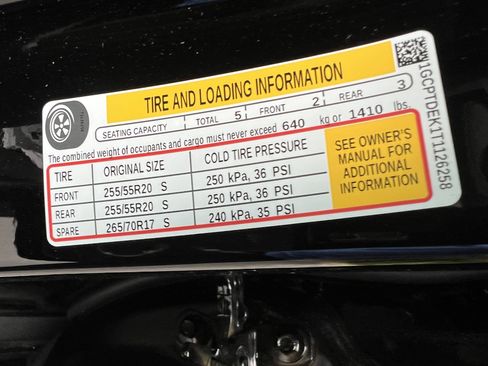 TIRE AND LOADING INFORMATION
SEATING CAPACITY TOTAL 5 FRONT 2 REAR 3
The combined weight of occupants and cargo must never exceed 640 kg or 1410 lbs.
TIRE ORIGINAL SIZE COLD TIRE PRESSURE
FRONT 255/55R20 S 250 kPa, 36 PSI
REAR 255/55R20 S 250 kPa, 36 PSI
SPARE 265/70R17 S 240 kPa, 35 PSI
SEE OWNER'S
MANUAL FOR
ADDITIONAL
INFORMATION
1GCPTDEK1T1126258